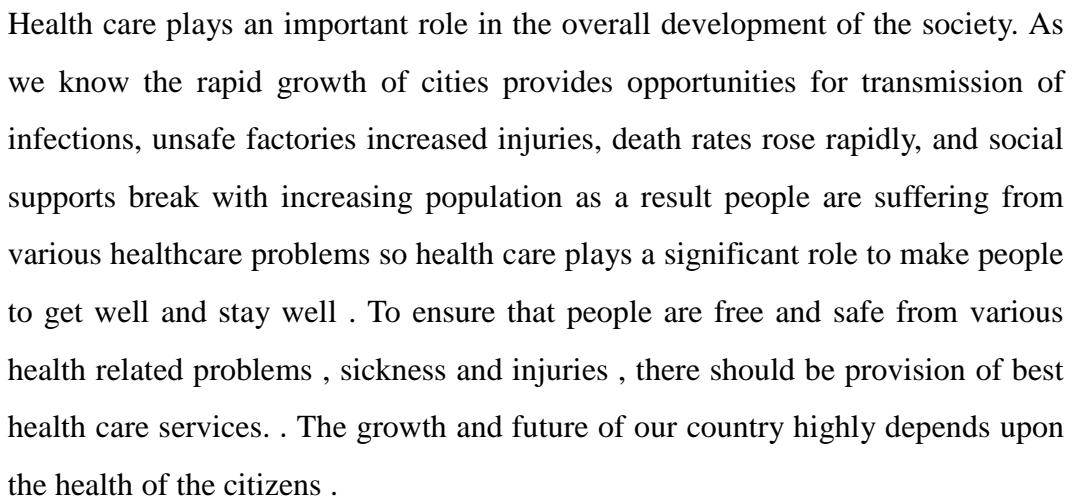 Health care plays an important role in the overall development of the society. As
we know the rapid growth of cities provides opportunities for transmission of
infections, unsafe factories increased injuries, death rates rose rapidly, and social
supports break with increasing population as a result people are suffering from
various healthcare problems so health care plays a significant role to make people
to get well and stay well . To ensure that people are free and safe from various
health related problems , sickness and injuries , there should be provision of best
health care services. . The growth and future of our country highly depends upon
the health of the citizens .